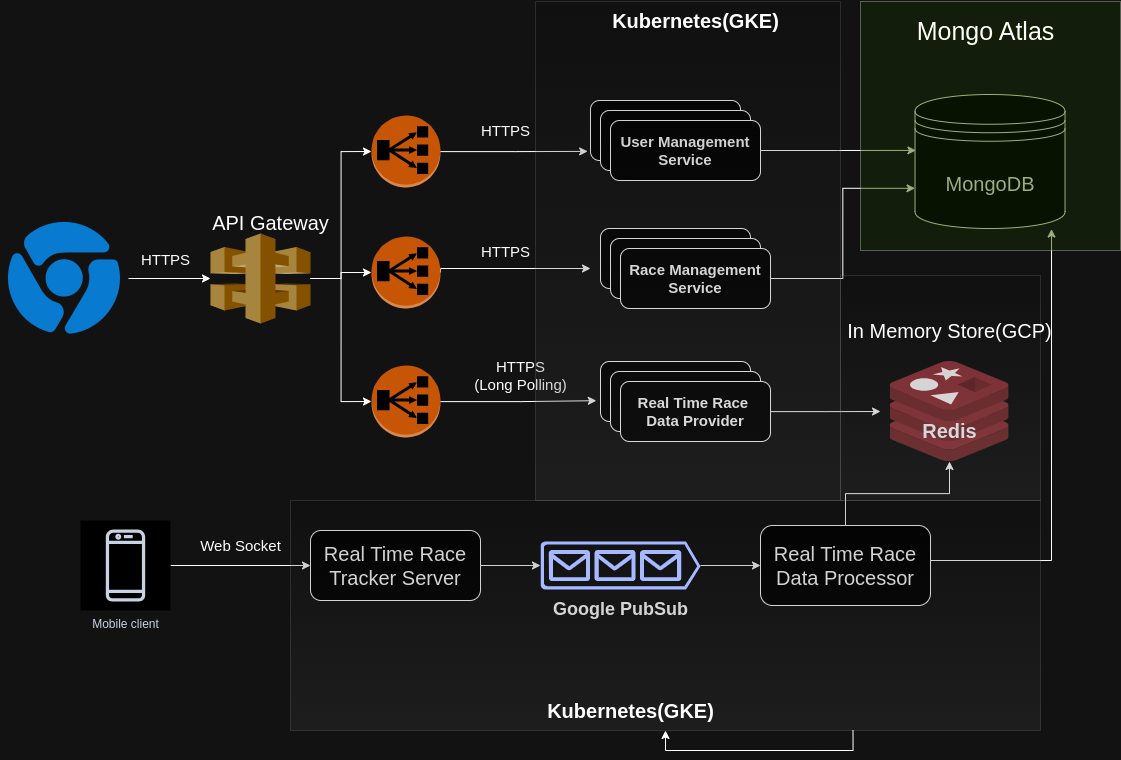 Kubernetes(GKE)
Mongo Atlas
HTTPS
User Management
Service
MongoDB
API Gateway
HTTPS
HTTPS
Race Management
Service
In Memory Store(GCP)
HTTPS
(Long Polling)
Real Time Race
Data Provider
Redis
Web Socket
Real Time Race
Tracker Server
Real Time Race
Data Processor
Google PubSub
Mobile client
Kubernetes(GKE)